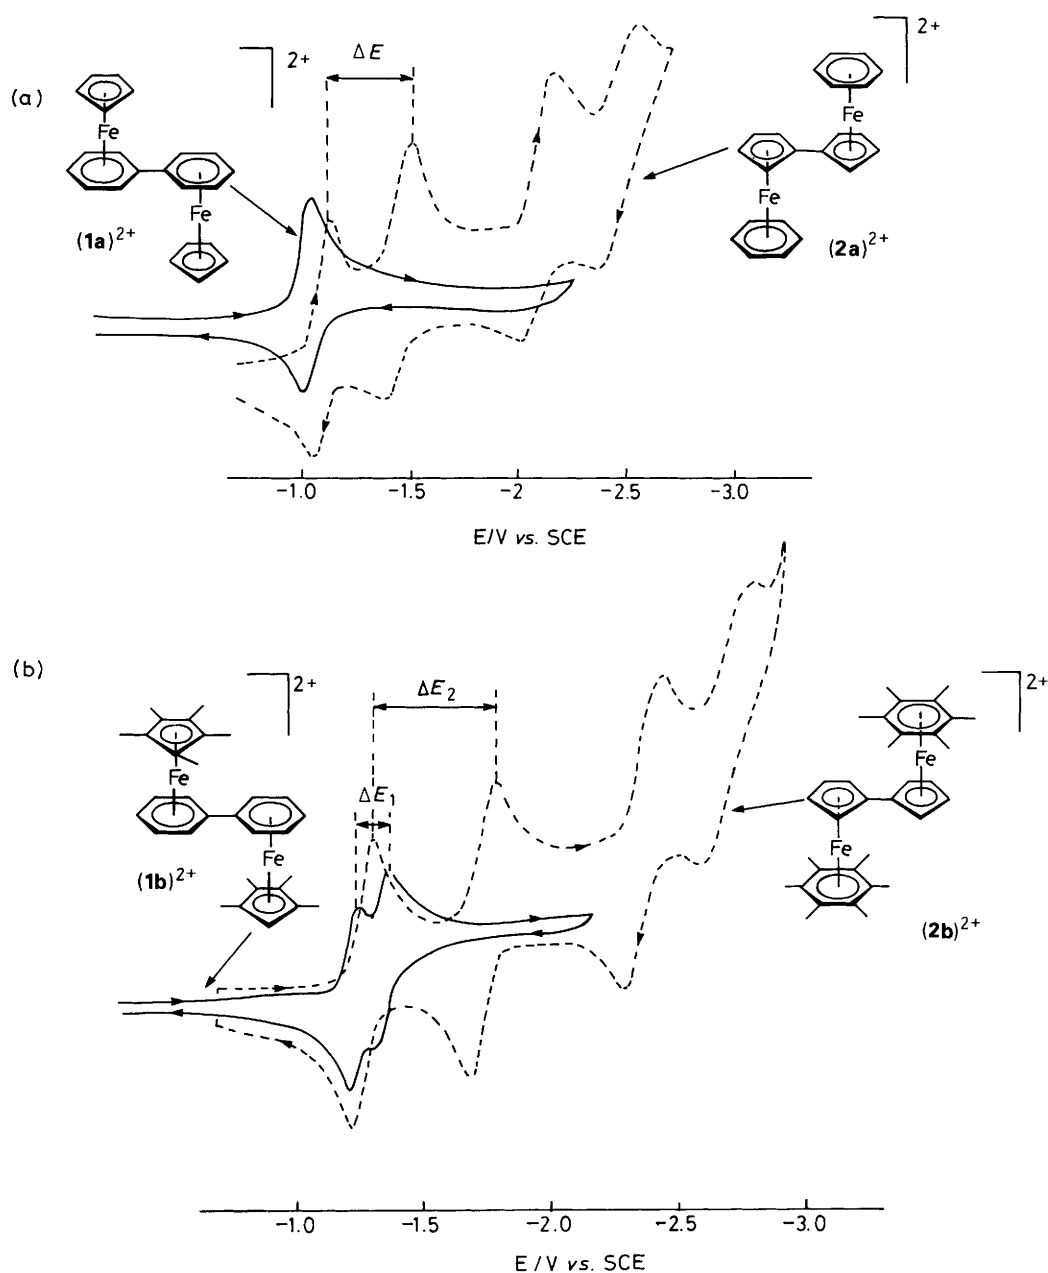 (a)
ΔE
2+
2+
Fe
Fe
Fe
Fe
(1a)2+
(2a)2+
-1.0 -1.5 -2 -2.5 -3.0
E/V vs. SCE
(b)
2+
2+
ΔE2
ΔE1
Fe
Fe
Fe
Fe
(1b)2+
(2b)2+
-1.0 -1.5 -2.0 -2.5 -3.0
E/V vs. SCE